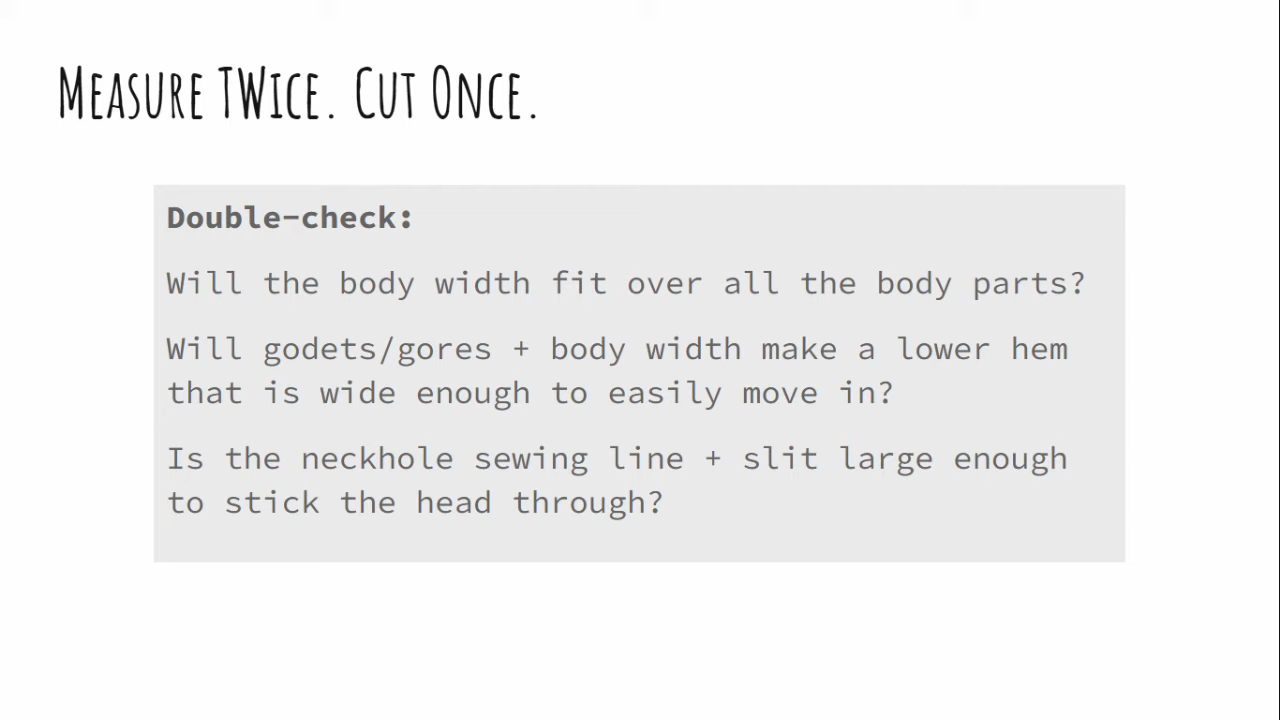 Measure Twice. Cut Once.
Double-check:
Will the body width fit over all the body parts?
Will godets/gores + body width make a lower hem
that is wide enough to easily move in?
Is the neckhole sewing line + slit large enough
to stick the head through?